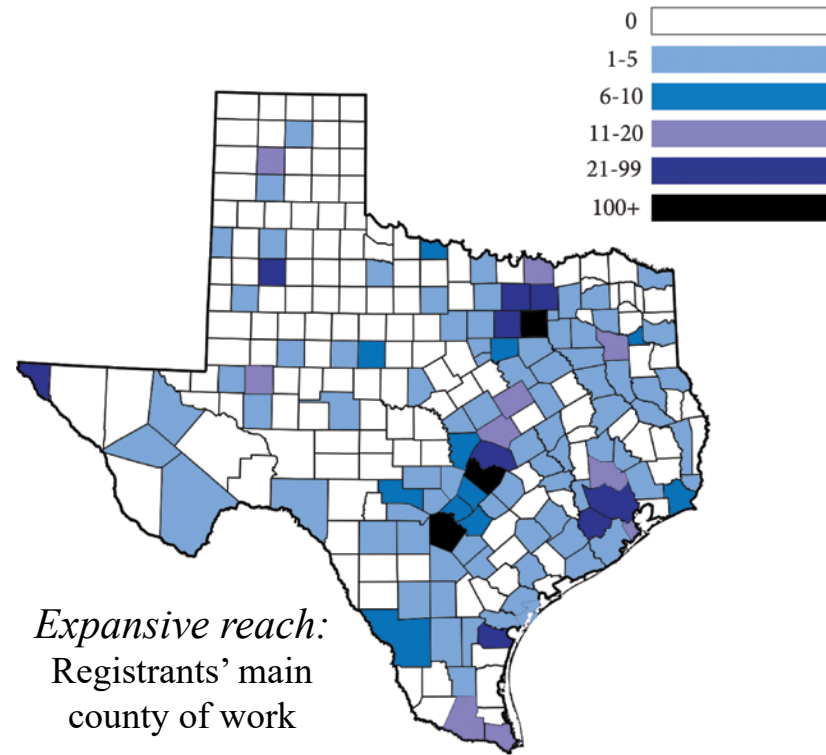 0
1-5
6-10
11-20
21-99
100+
Expansive reach:
Registrants’ main
county of work